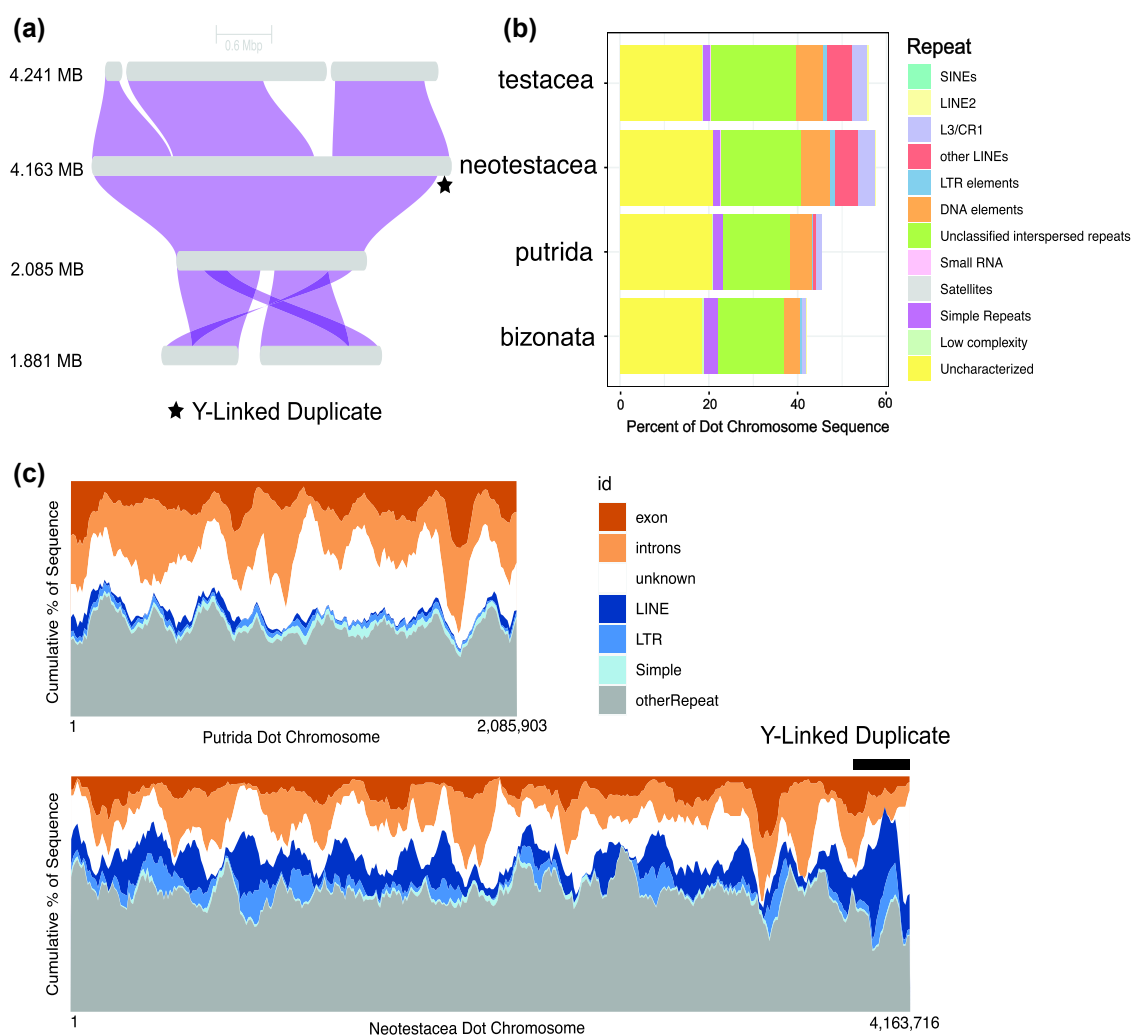 (a)
0.6 Mbp
4.241 MB
4.163 MB
2.085 MB
1.881 MB
★ Y-Linked Duplicate
(b)
testacea
neotestacea
putrida
bizonata
0 20 40 60
Percent of Dot Chromosome Sequence
Repeat
SINEs
LINE2
L3/CR1
other LINEs
LTR elements
DNA elements
Unclassified interspersed repeats
Small RNA
Satellites
Simple Repeats
Low complexity
Uncharacterized
(c)
Cumulative % of Sequence
1 2,085,903
Putrida Dot Chromosome
id
exon
introns
unknown
LINE
LTR
Simple
otherRepeat
Y-Linked Duplicate
Cumulative % of Sequence
1 4,163,716
Neotestacea Dot Chromosome